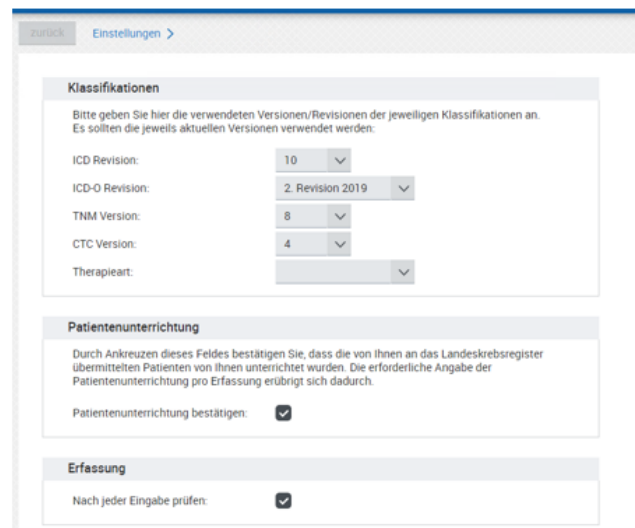 zurück Einstellungen >
Klassifikationen
Bitte geben Sie hier die verwendeten Versionen/Revisionen der jeweiligen Klassifikationen an.
Es sollten die jeweils aktuellen Versionen verwendet werden:
ICD Revision: 10
ICD-O Revision: 2. Revision 2019
TNM Version: 8
CTC Version: 4
Therapieart:
Patientenunterrichtung
Durch Ankreuzen dieses Feldes bestätigen Sie, dass die von Ihnen an das Landeskrebsregister
übermittelten Patienten von Ihnen unterrichtet wurden. Die erforderliche Angabe der
Patientenunterrichtung pro Erfassung erübrigt sich dadurch.
Patientenunterrichtung bestätigen:
Erfassung
Nach jeder Eingabe prüfen: